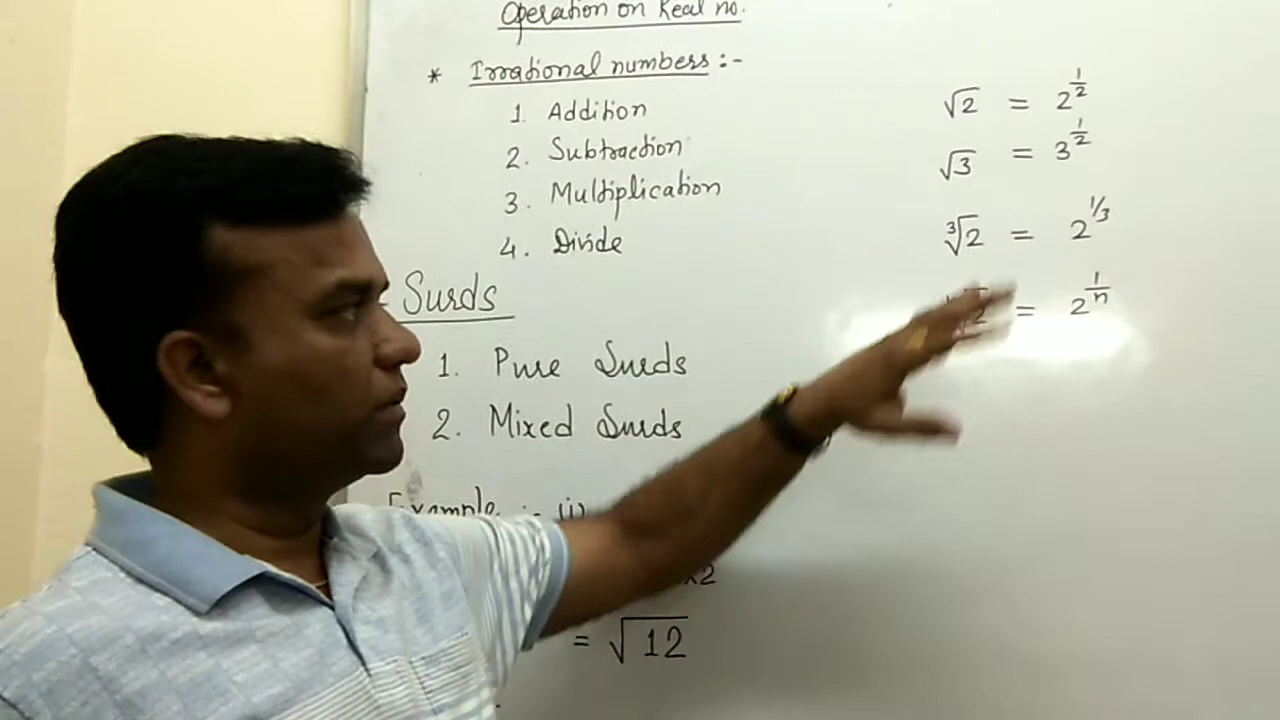 Operation on Real no.
* Irrational numbers :-
1. Addition
2. Subtraction
3. Multiplication
4. Divide
Surds
1. Pure Surds
2. Mixed Surds
Example :- (i)
x2
= √12
√2 = 2^{1/2}
√3 = 3^{1/2}
∛2 = 2^{1/3}
= 2^{1/n}